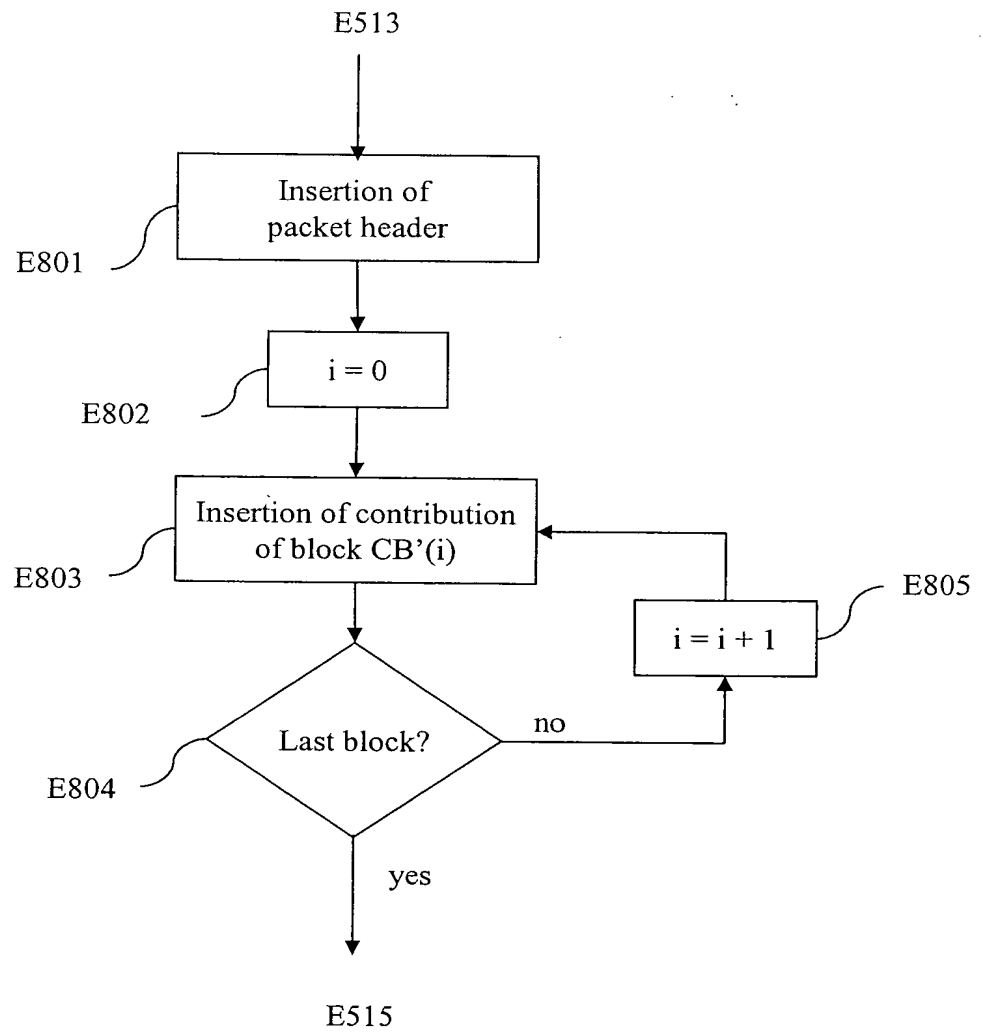 E513
Insertion of
packet header
E801
i = 0
E802
Insertion of contribution
of block CB’(i)
E803
E805
i = i + 1
Last block?
no
E804
yes
E515